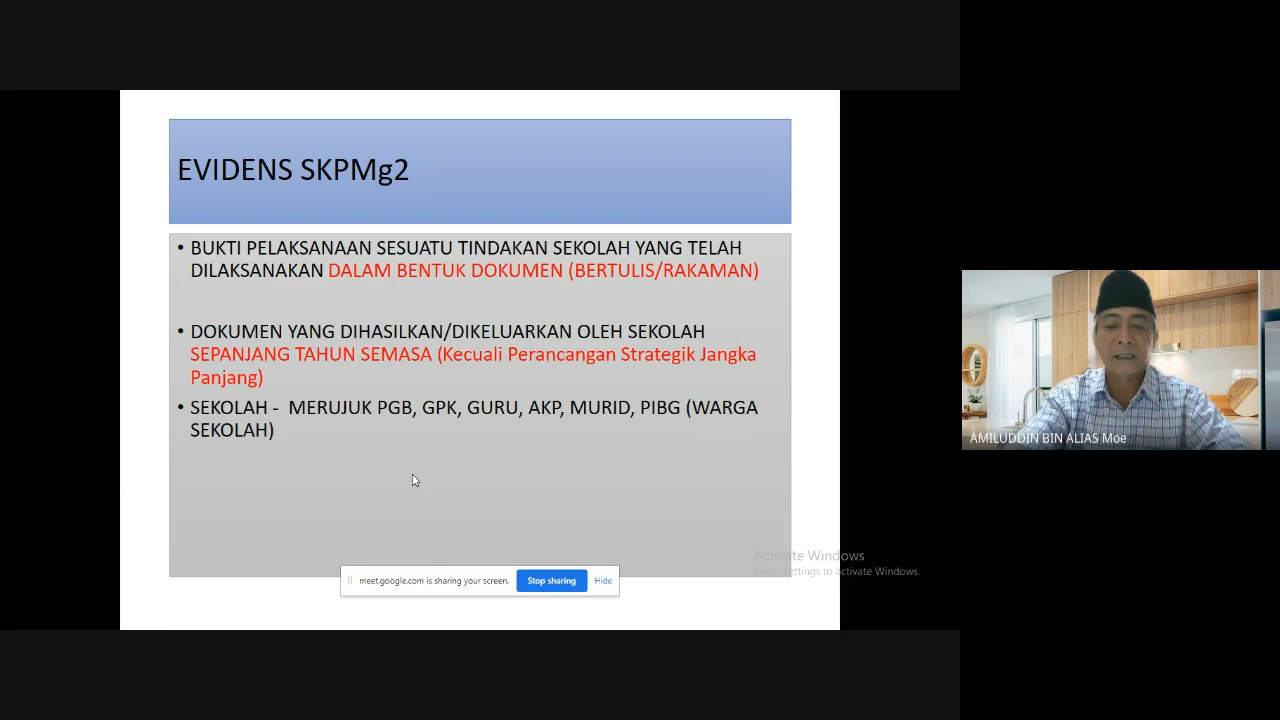 EVIDENS SKPMg2
• BUKTI PELAKSANAAN SESUATU TINDAKAN SEKOLAH YANG TELAH
DILAKSANAKAN DALAM BENTUK DOKUMEN (BERTULIS/RAKAMAN)
• DOKUMEN YANG DIHASILKAN/DIKELUARKAN OLEH SEKOLAH
SEPANJANG TAHUN SEMASA (Kecuali Perancangan Strategik Jangka
Panjang)
• SEKOLAH - MERUJUK PGB, GPK, GURU, AKP, MURID, PIBG (WARGA
SEKOLAH)
AMILUDDIN BIN ALIAS Moe
Activate Windows
Go to Settings to activate Windows.
meet.google.com is sharing your screen.
Stop sharing
Hide